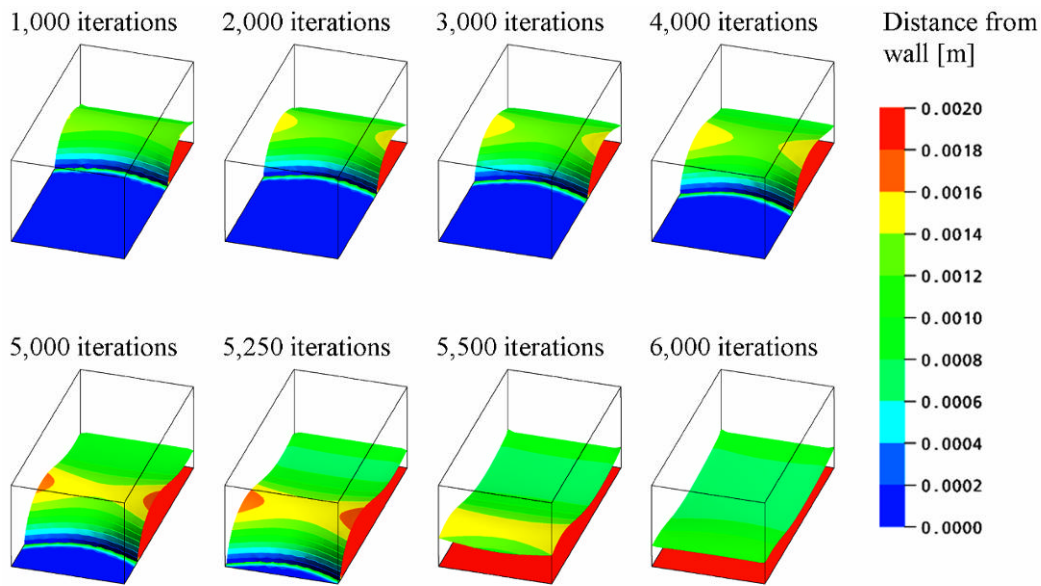 1,000 iterations
2,000 iterations
3,000 iterations
4,000 iterations
Distance from
wall [m]
0.0020
0.0018
0.0016
0.0014
0.0012
0.0010
0.0008
0.0006
0.0004
0.0002
0.0000
5,000 iterations
5,250 iterations
5,500 iterations
6,000 iterations